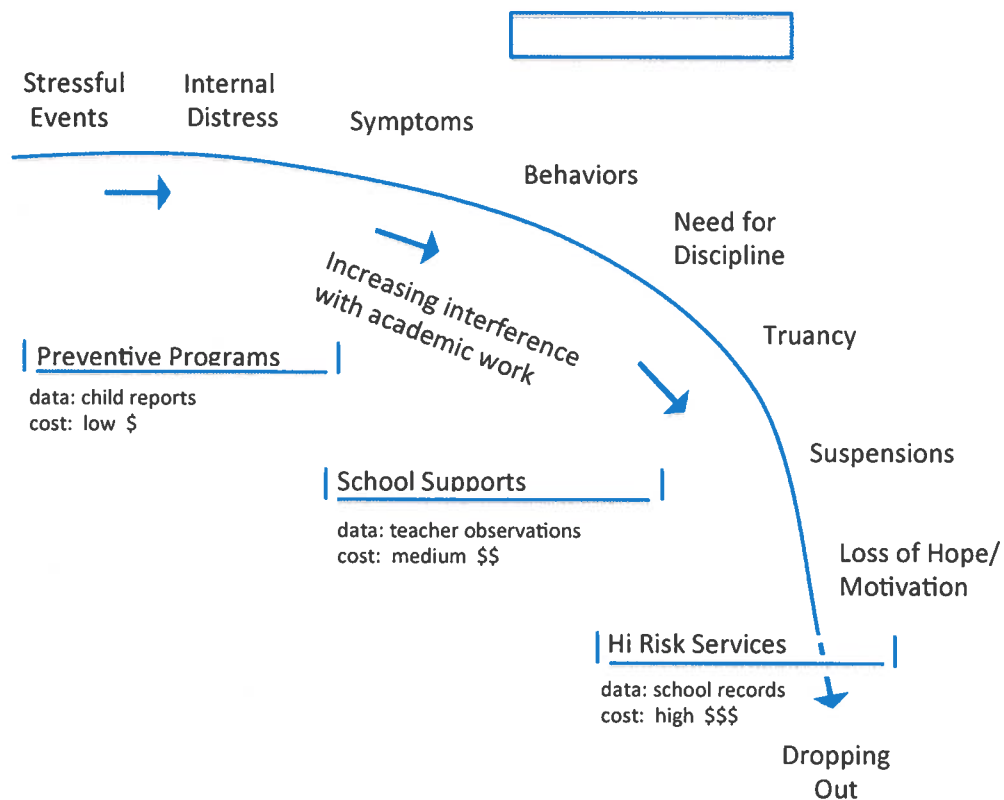 Stressful
Events
Internal
Distress
Symptoms
Behaviors
Need for
Discipline
Increasing interference
with academic work
Truancy
Preventive Programs
data: child reports
cost: low $
Suspensions
School Supports
data: teacher observations
cost: medium $$
Loss of Hope/
Motivation
Hi Risk Services
data: school records
cost: high $$$
Dropping
Out